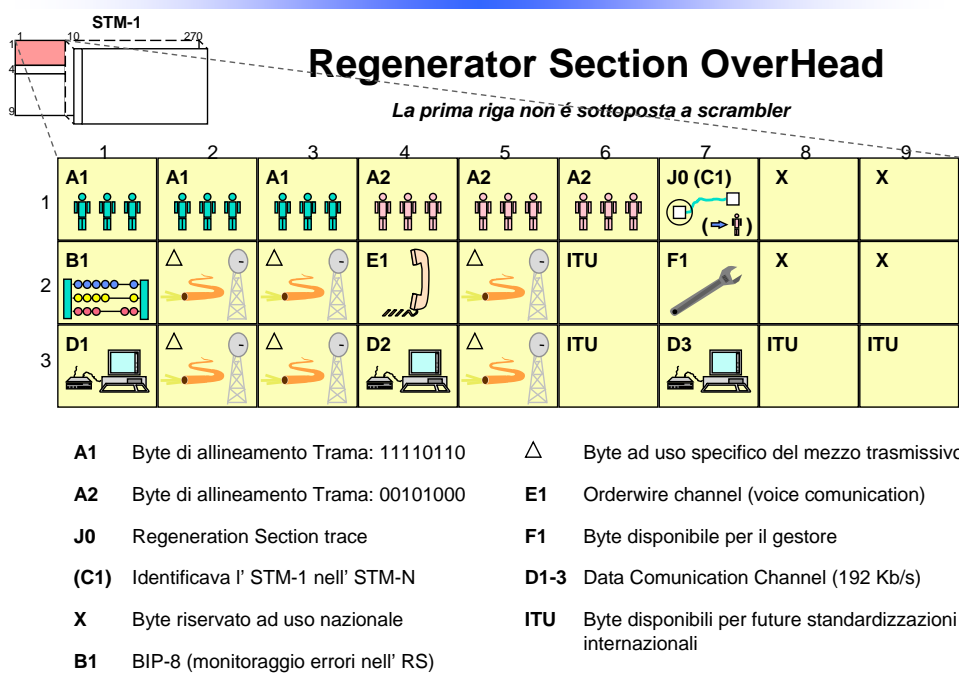 STM-1
1 10 270
1
4
9
Regenerator Section OverHead
La prima riga non é sottoposta a scrambler
1 2 3 4 5 6 7 8 9
1 A1 A1 A1 A2 A2 A2 J0 (C1) X X
(⇒ )
2 B1 △ △ E1 △ ITU F1 X X
3 D1 △ △ D2 △ ITU D3 ITU ITU
A1 Byte di allineamento Trama: 11110110
A2 Byte di allineamento Trama: 00101000
J0 Regeneration Section trace
(C1) Identificava l' STM-1 nell' STM-N
X Byte riservato ad uso nazionale
B1 BIP-8 (monitoraggio errori nell' RS)
△ Byte ad uso specifico del mezzo trasmissivo
E1 Orderwire channel (voice comunication)
F1 Byte disponibile per il gestore
D1-3 Data Comunication Channel (192 Kb/s)
ITU Byte disponibili per future standardizzazioni
internazionali